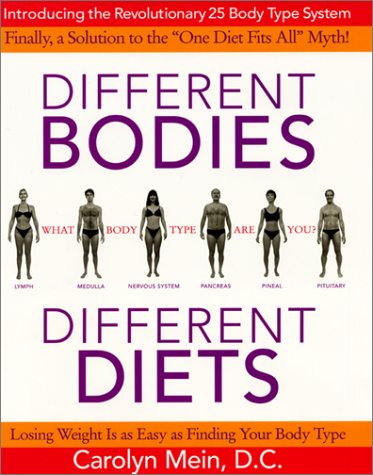 Introducing the Revolutionary 25 Body Type System
Finally, a Solution to the “One Diet Fits All” Myth!
DIFFERENT
BODIES
WHAT BODY TYPE ARE YOU?
LYMPH MEDULLA NERVOUS SYSTEM PANCREAS PINEAL PITUITARY
DIFFERENT
DIETS
Losing Weight Is as Easy as Finding Your Body Type
Carolyn Mein, D.C.